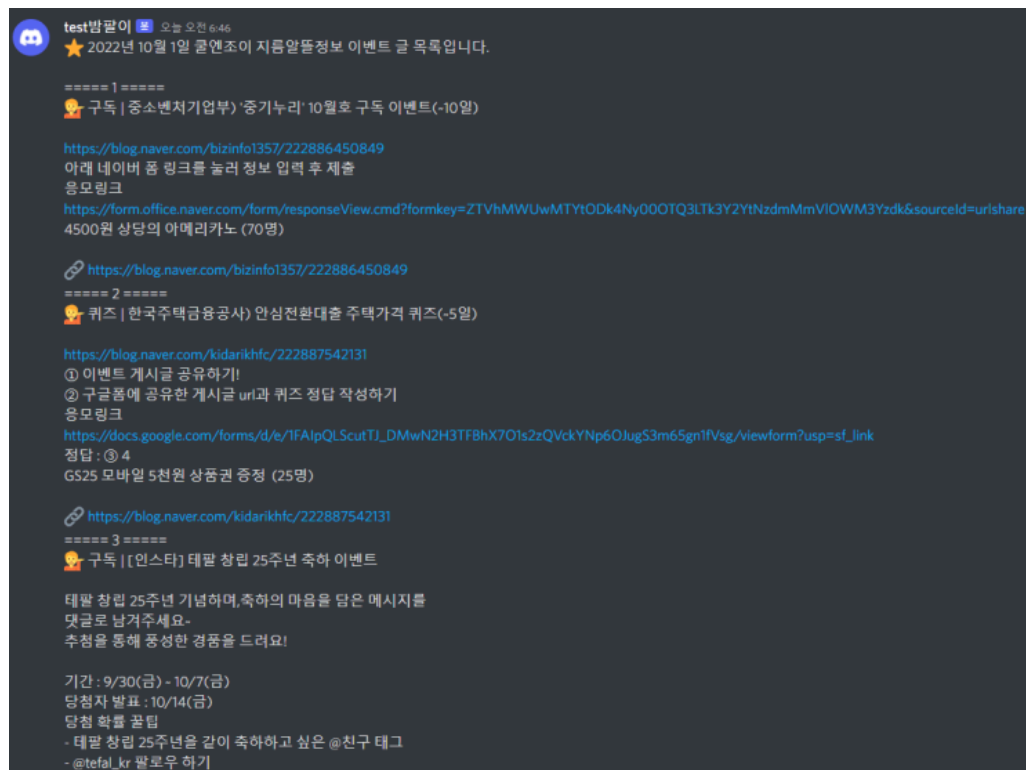 test밤팔이 봇 오늘 오전 6:46
⭐ 2022년 10월 1일 쿨엔조이 지름알뜰정보 이벤트 글 목록입니다.
===== 1 =====
💁 구독 | 중소벤처기업부) '중기누리' 10월호 구독 이벤트(~10일)
https://blog.naver.com/bizinfo1357/222886450849
아래 네이버 폼 링크를 눌러 정보 입력 후 제출
응모링크
https://form.office.naver.com/form/responseView.cmd?formkey=ZTVhMWUwMTYtODk4Ny00OTQ3LTk3Y2YtNzdmMmVlOWM3Yzdk&sourceId=urlshare
4500원 상당의 아메리카노 (70명)
🔗 https://blog.naver.com/bizinfo1357/222886450849
===== 2 =====
💁 퀴즈 | 한국주택금융공사) 안심전환대출 주택가격 퀴즈(~5일)
https://blog.naver.com/kidarikhfc/222887542131
① 이벤트 게시글 공유하기!
② 구글폼에 공유한 게시글 url과 퀴즈 정답 작성하기
응모링크
https://docs.google.com/forms/d/e/1FAIpQLScutTJ_DMwN2H3TF8hX7O1s2zQVckYNp6OJugS3m65gn1fVsg/viewform?usp=sf_link
정답 : ③ 4
GS25 모바일 5천원 상품권 증정 (25명)
🔗 https://blog.naver.com/kidarikhfc/222887542131
===== 3 =====
💁 구독 | [인스타] 테팔 창립 25주년 축하 이벤트
테팔 창립 25주년 기념하며,축하의 마음을 담은 메시지를
댓글로 남겨주세요~
추첨을 통해 풍성한 경품을 드려요!
기간 : 9/30(금) ~ 10/7(금)
당첨자 발표 : 10/14(금)
당첨 확률 꿀팁
- 테팔 창립 25주년을 같이 축하하고 싶은 @친구 태그
- @tefal_kr 팔로우 하기